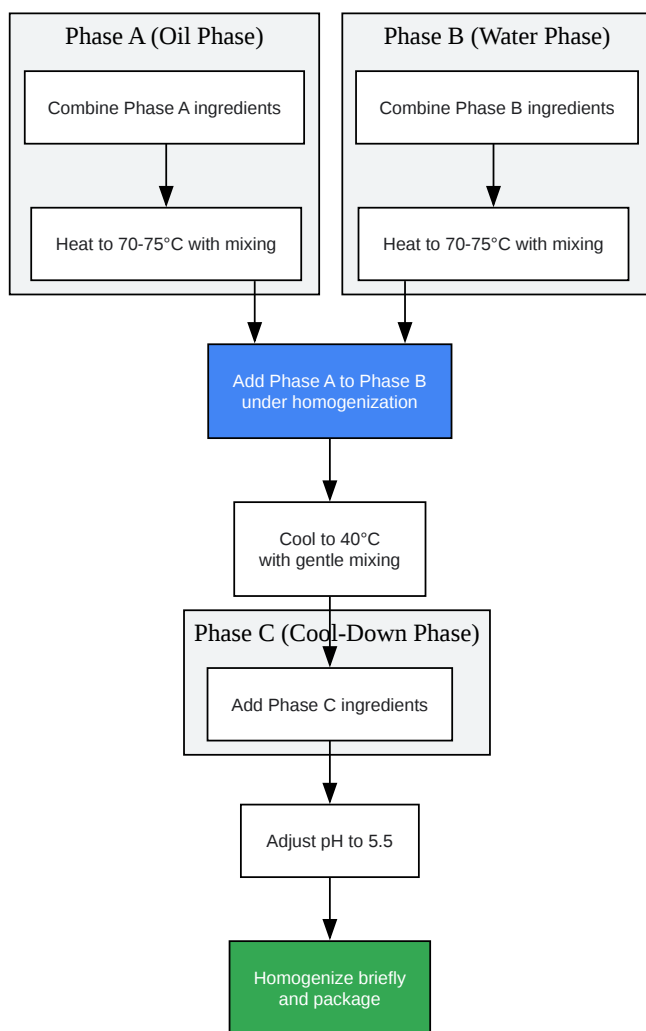 Phase A (Oil Phase)
Phase B (Water Phase)
Combine Phase A ingredients
Combine Phase B ingredients
Heat to 70-75°C with mixing
Heat to 70-75°C with mixing
Add Phase A to Phase B
under homogenization
Cool to 40°C
with gentle mixing
Phase C (Cool-Down Phase)
Add Phase C ingredients
Adjust pH to 5.5
Homogenize briefly
and package